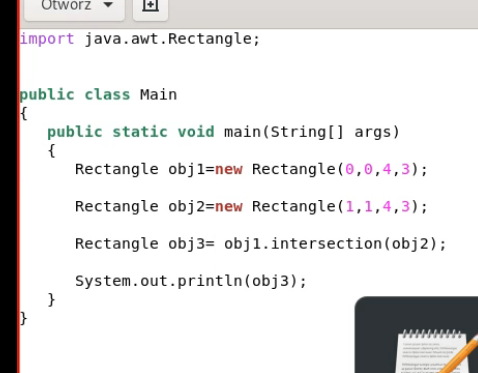 Otworz
import java.awt.Rectangle;
public class Main
{
public static void main(String[] args)
{
Rectangle obj1=new Rectangle(0,0,4,3);
Rectangle obj2=new Rectangle(1,1,4,3);
Rectangle obj3= obj1.intersection(obj2);
System.out.println(obj3);
}
}